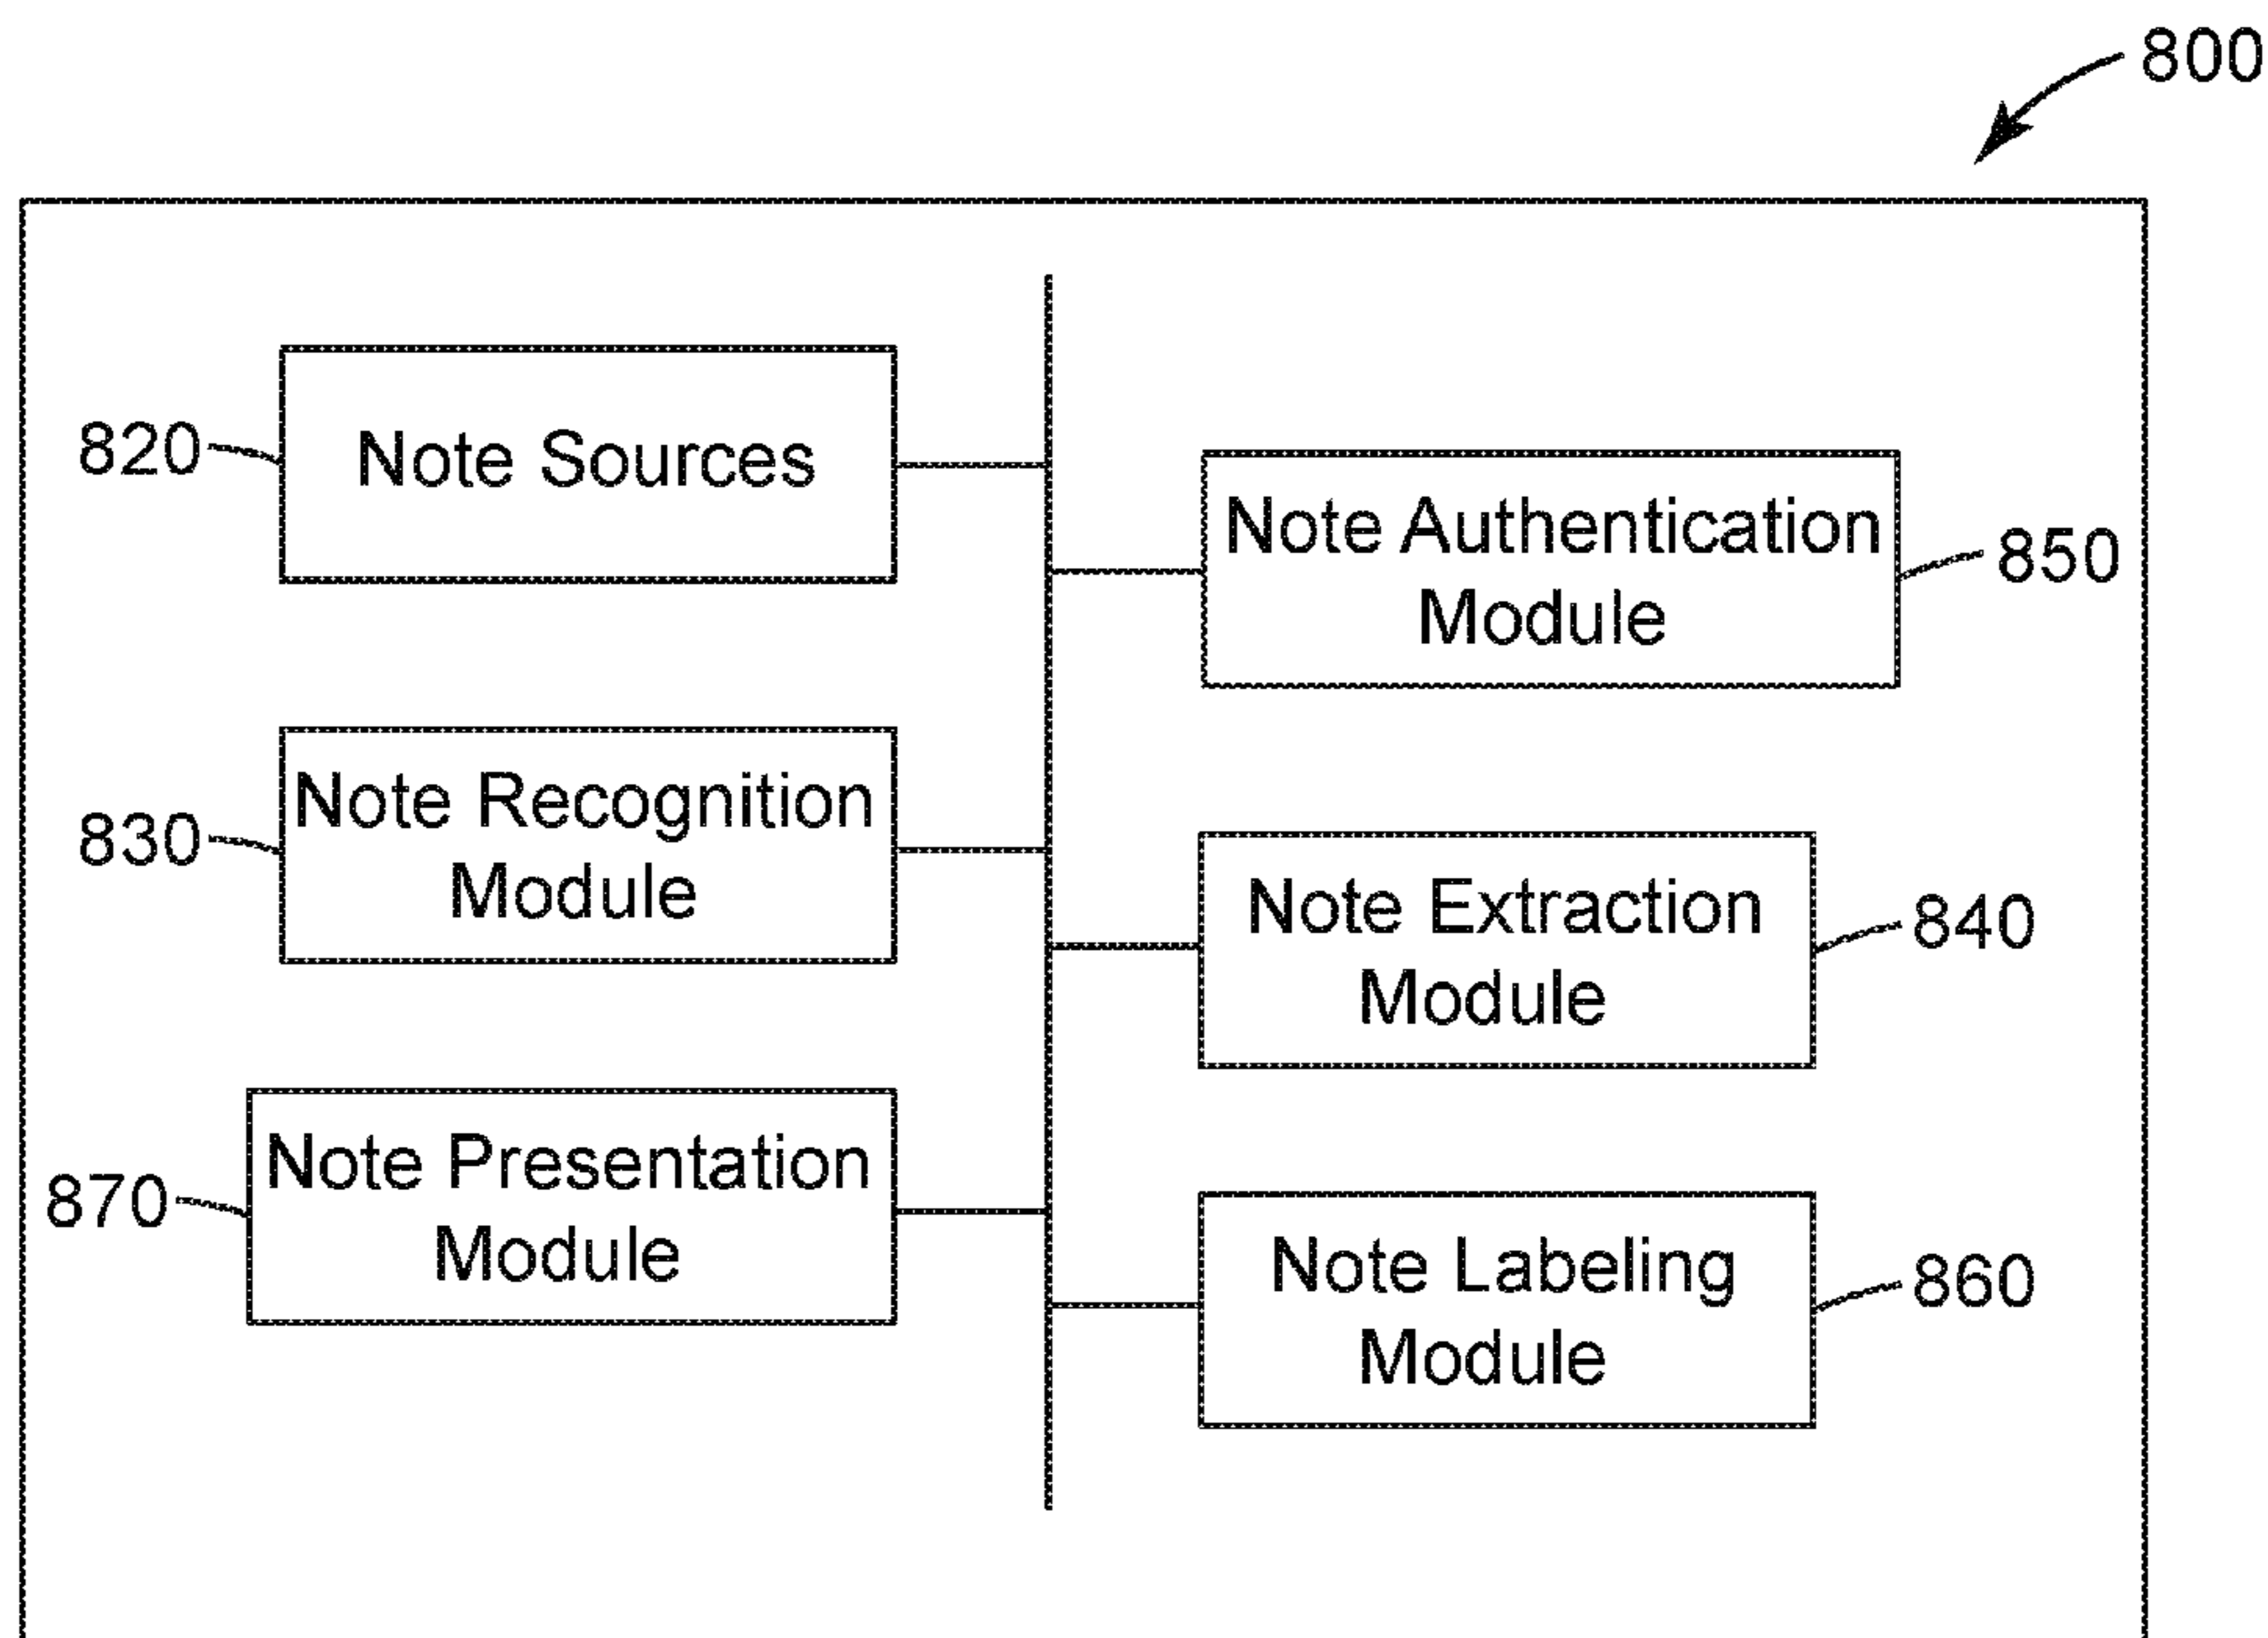 800
820
Note Sources
Note Authentication
Module
850
830
Note Recognition
Module
Note Extraction
Module
840
870
Note Presentation
Module
Note Labeling
Module
860